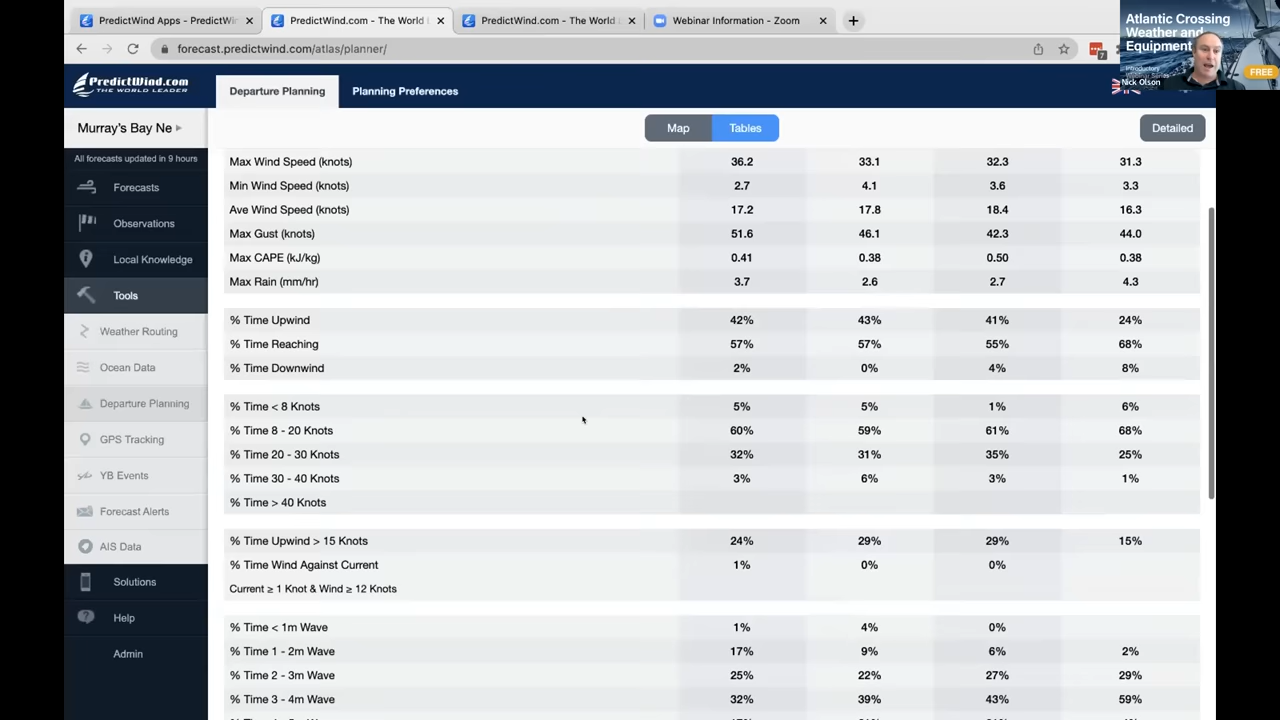 PredictWind Apps - PredictWin
PredictWind.com - The World L
PredictWind.com - The World
Webinar Information - Zoom
forecast.predictwind.com/atlas/planner/
7
Atlantic Crossing
Weather and
Equipment
Introductory
Nick Olson
FREE
PredictWind.com
THE WORLD LEADER
Departure Planning
Planning Preferences
Murray's Bay Ne
Map
Tables
Detailed
All forecasts updated in 9 hours
Forecasts
Observations
Local Knowledge
Tools
Weather Routing
Ocean Data
Departure Planning
GPS Tracking
YB Events
Forecast Alerts
AIS Data
Solutions
Help
Admin
Max Wind Speed (knots) 36.2 33.1 32.3 31.3
Min Wind Speed (knots) 2.7 4.1 3.6 3.3
Ave Wind Speed (knots) 17.2 17.8 18.4 16.3
Max Gust (knots) 51.6 46.1 42.3 44.0
Max CAPE (kJ/kg) 0.41 0.38 0.50 0.38
Max Rain (mm/hr) 3.7 2.6 2.7 4.3
% Time Upwind 42% 43% 41% 24%
% Time Reaching 57% 57% 55% 68%
% Time Downwind 2% 0% 4% 8%
% Time < 8 Knots 5% 5% 1% 6%
% Time 8 - 20 Knots 60% 59% 61% 68%
% Time 20 - 30 Knots 32% 31% 35% 25%
% Time 30 - 40 Knots 3% 6% 3% 1%
% Time > 40 Knots
% Time Upwind > 15 Knots 24% 29% 29% 15%
% Time Wind Against Current 1% 0% 0%
Current ≥ 1 Knot & Wind ≥ 12 Knots
% Time < 1m Wave 1% 4% 0%
% Time 1 - 2m Wave 17% 9% 6% 2%
% Time 2 - 3m Wave 25% 22% 27% 29%
% Time 3 - 4m Wave 32% 39% 43% 59%